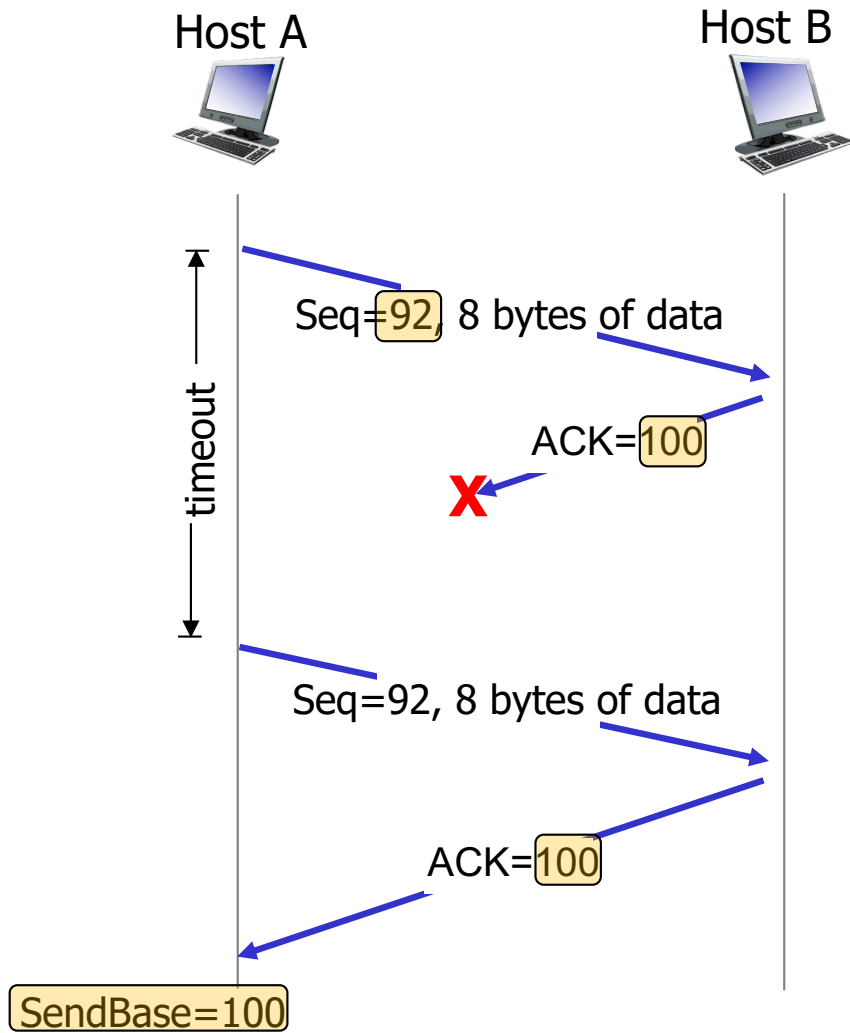 Host A
Host B
Seq=92, 8 bytes of data
ACK=100
X
timeout
Seq=92, 8 bytes of data
ACK=100
SendBase=100